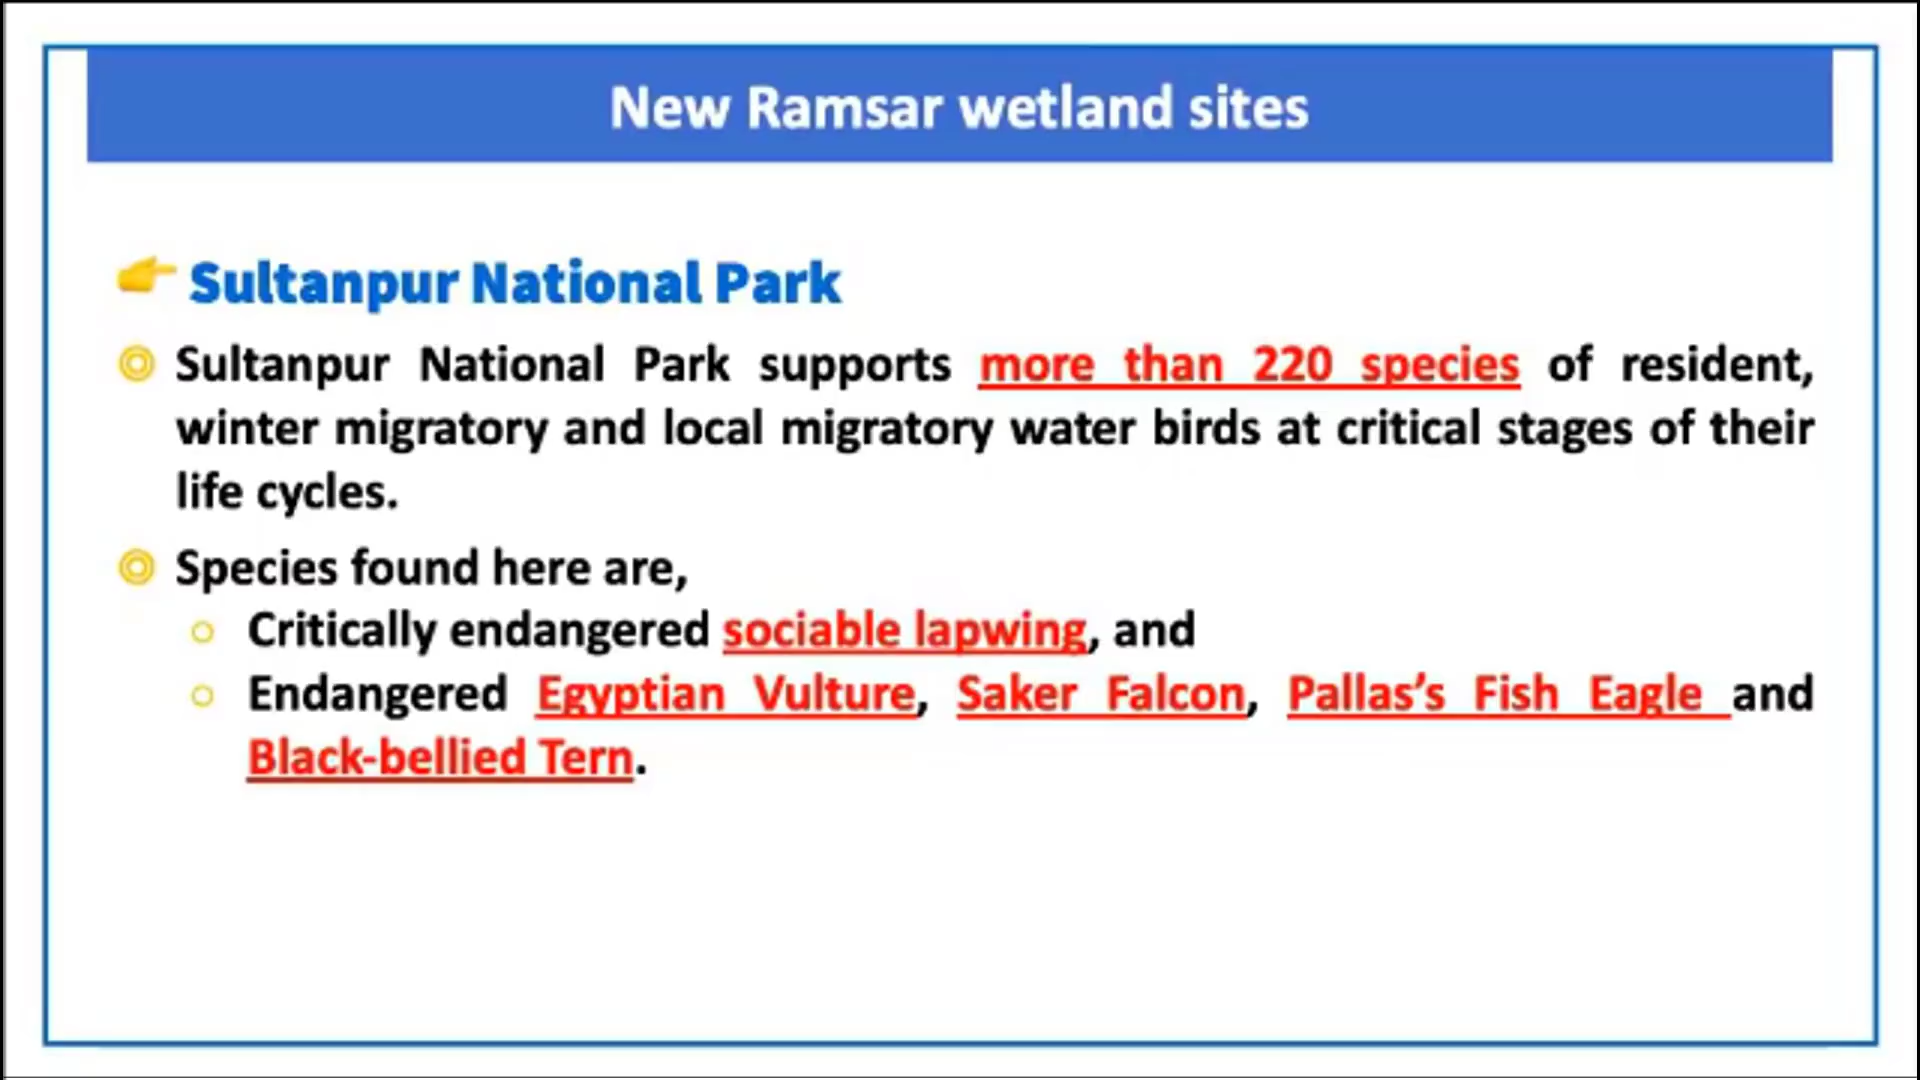 New Ramsar wetland sites
Sultanpur National Park
Sultanpur National Park supports more than 220 species of resident,
winter migratory and local migratory water birds at critical stages of their
life cycles.
Species found here are,
Critically endangered sociable lapwing, and
Endangered Egyptian Vulture, Saker Falcon, Pallas’s Fish Eagle and
Black-bellied Tern.